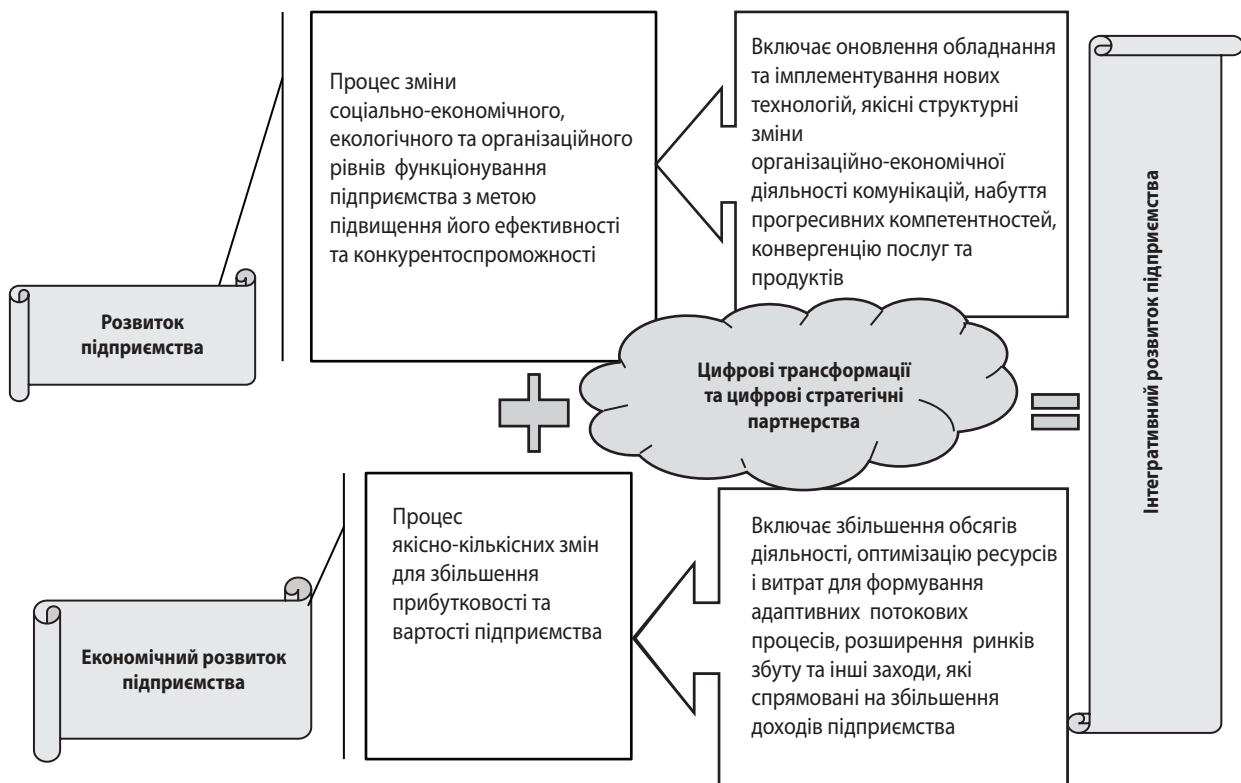 Розвиток
підприємства
Процес зміни
соціально-економічного,
екологічного та організаційного
рівнів функціонування
підприємства з метою
підвищення його ефективності
та конкурентоспроможності
Включає оновлення обладнання
та імплементування нових
технологій, якісні структурні
зміни
організаційно-економічної
діяльності комунікацій, набуття
прогресивних компетентностей,
конвергенцію послуг та
продуктів
Цифрові трансформації
та цифрові стратегічні
партнерства
Економічний розвиток
підприємства
Процес
якісно-кількісних змін
для збільшення
прибутковості та
вартості підприємства
Включає збільшення обсягів
діяльності, оптимізацію ресурсів
і витрат для формування
адаптивних потокових
процесів, розширення ринків
збуту та інші заходи, які
спрямовані на збільшення
доходів підприємства
Інтегративний розвиток підприємства